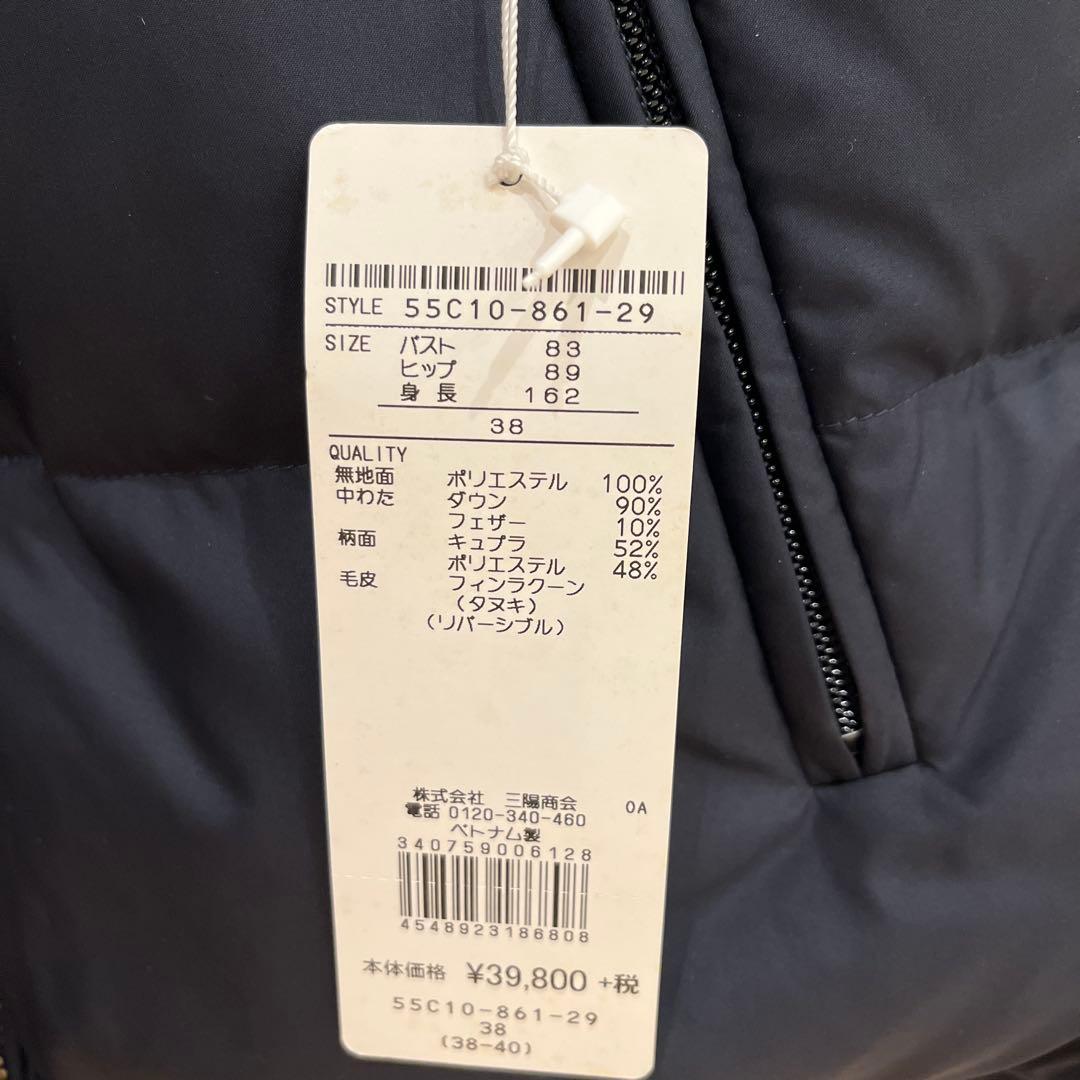 STYLE 55C10-861-29
SIZE バスト 83
ヒップ 89
身長 162
38
QUALITY
無地面 ポリエステル 100%
中わた ダウン 90%
フェザー 10%
柄面 キュプラ 52%
ポリエステル 48%
毛皮 フィンラクーン
(タヌキ)
(リバーシブル)
株式会社 三陽商会 OA
電話 0120-340-460
ベトナム製
340759006128
4548923186808
本体価格 ¥39,800 +税
55C10-861-29
38
(38-40)